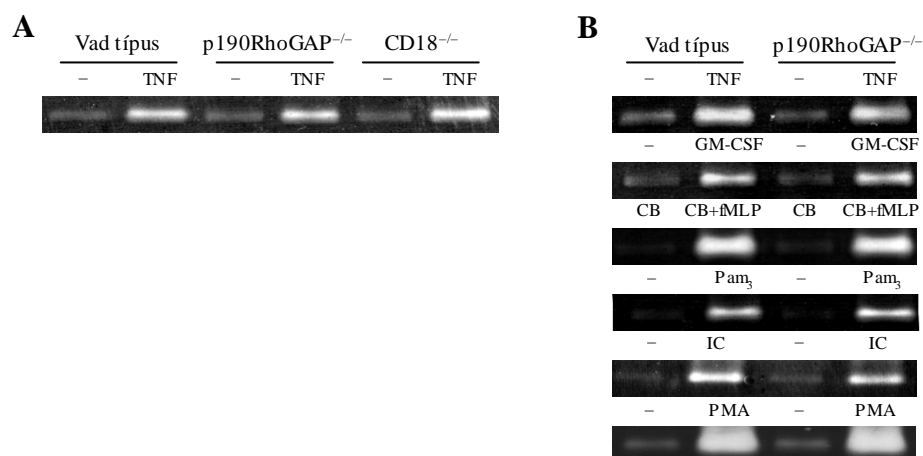 A
Vad típus p190RhoGAP⁻/⁻ CD18⁻/⁻
– TNF – TNF – TNF
B
Vad típus p190RhoGAP⁻/⁻
– TNF – TNF
– GM-CSF – GM-CSF
CB CB+fMLP CB CB+fMLP
– Pam₃ – Pam₃
– IC – IC
– PMA – PMA